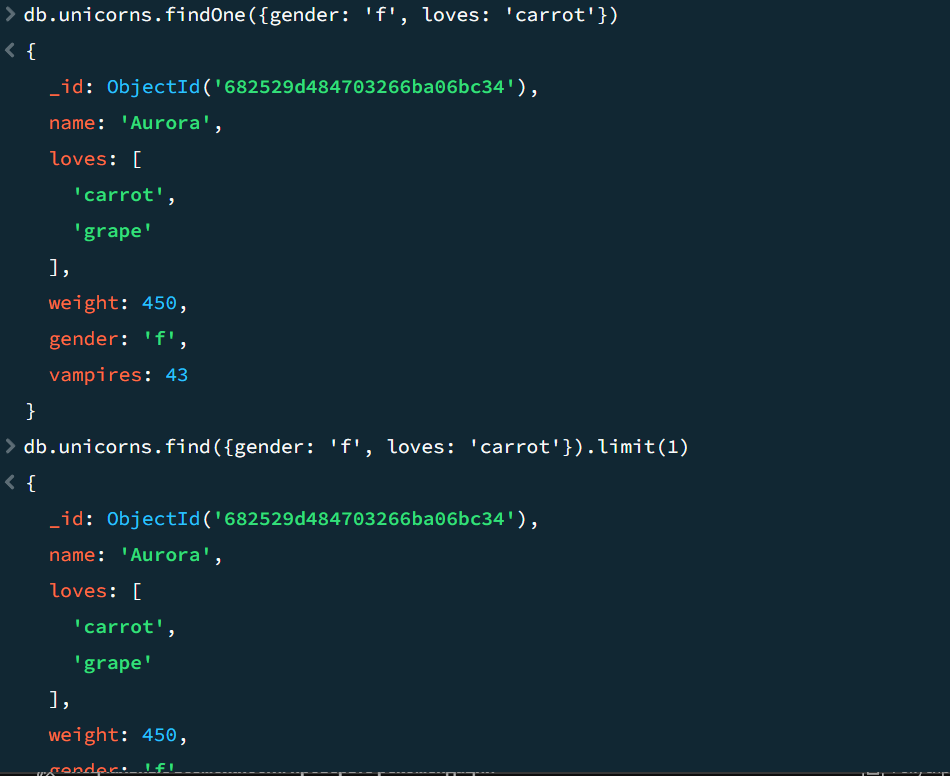 > db.unicorns.findOne({gender: 'f', loves: 'carrot'})
< {
_id: ObjectId('682529d484703266ba06bc34'),
name: 'Aurora',
loves: [
'carrot',
'grape'
],
weight: 450,
gender: 'f',
vampires: 43
}
> db.unicorns.find({gender: 'f', loves: 'carrot'}).limit(1)
< {
_id: ObjectId('682529d484703266ba06bc34'),
name: 'Aurora',
loves: [
'carrot',
'grape'
],
weight: 450,
gender: 'f'